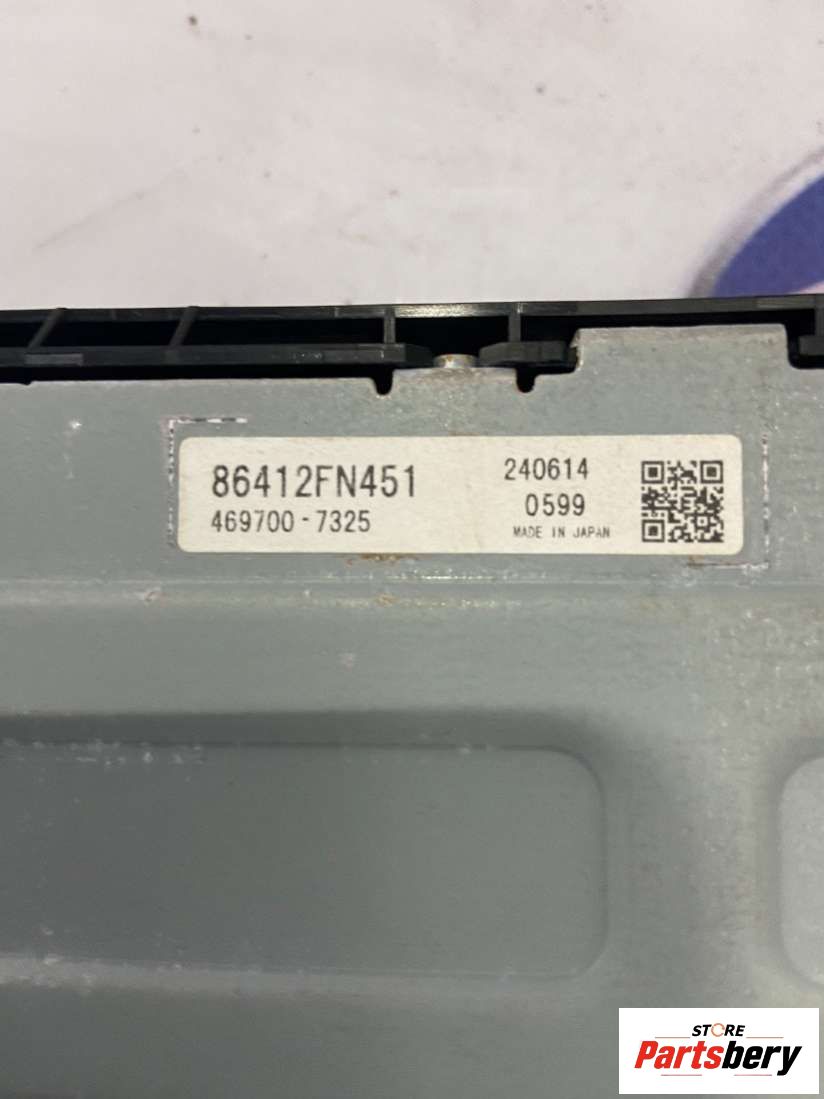 86412FN451
469700-7325
240614
0599
MADE IN JAPAN
STORE
Partsbery